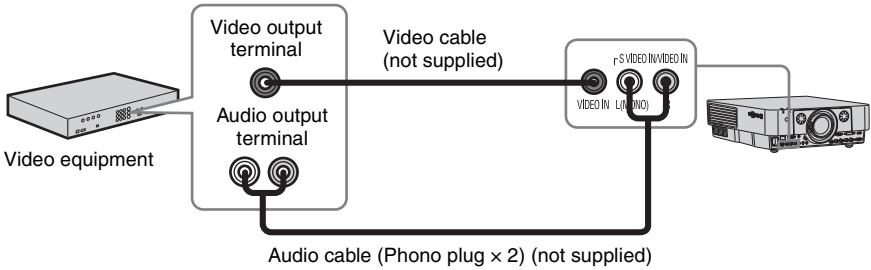 Video output
terminal
Video cable
(not supplied)
S VIDEO IN/VIDEO IN
VIDEO IN
L(MONO)
R
Audio output
terminal
Video equipment
Audio cable (Phono plug × 2) (not supplied)